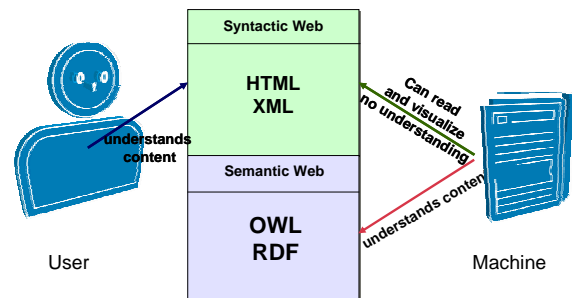 Syntactic Web
HTML
XML
understands
content
Can read
and visualize
no understanding
Semantic Web
understands conten
OWL
RDF
User
Machine